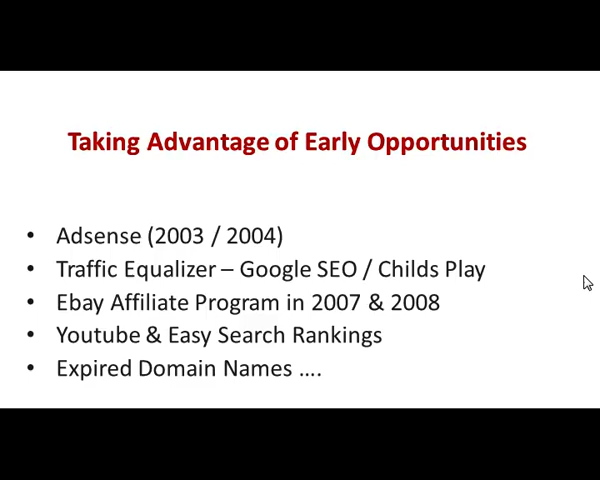 Taking Advantage of Early Opportunities
• Adsense (2003 / 2004)
• Traffic Equalizer – Google SEO / Childs Play
• Ebay Affiliate Program in 2007 & 2008
• Youtube & Easy Search Rankings
• Expired Domain Names ....